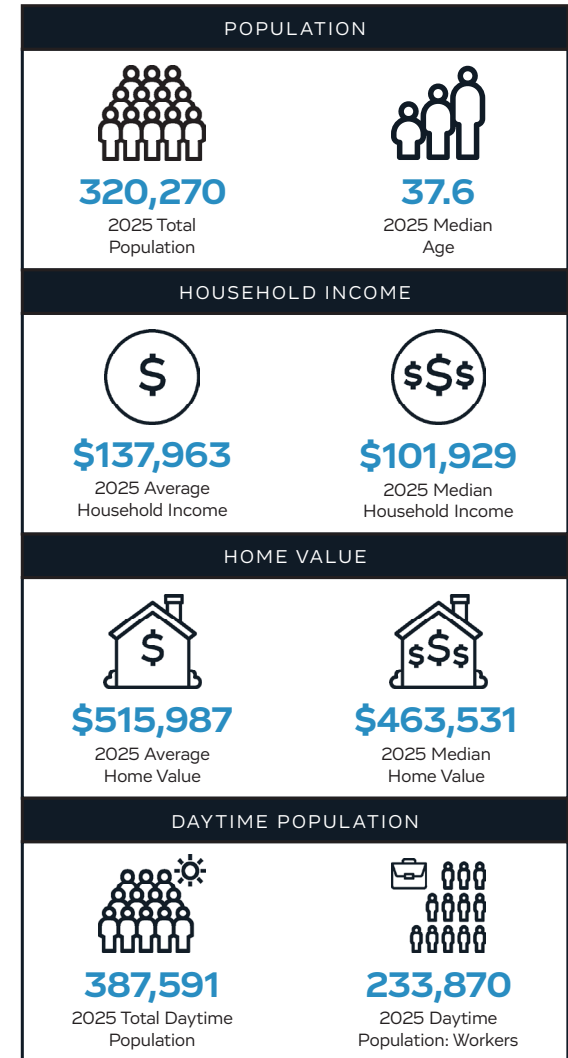 POPULATION
320,270
2025 Total
Population
37.6
2025 Median
Age
HOUSEHOLD INCOME
$
$137,963
2025 Average
Household Income
$$$
$101,929
2025 Median
Household Income
HOME VALUE
$
$515,987
2025 Average
Home Value
$$$
$463,531
2025 Median
Home Value
DAYTIME POPULATION
387,591
2025 Total Daytime
Population
233,870
2025 Daytime
Population: Workers